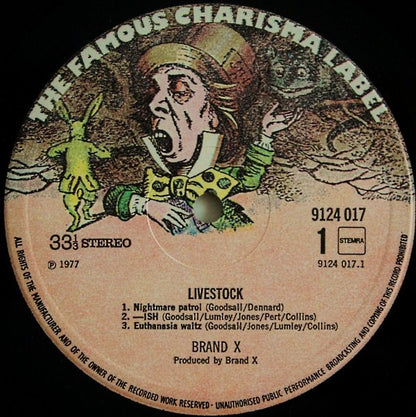 THE FAMOUS CHARISMA LABEL
33⅓ STEREO
℗ 1977
9124 017
1 STEMRA
9124 017.1
LIVESTOCK
1. Nightmare patrol (Goodsall/Dennard)
2. —ISH (Goodsall/Lumley/Jones/Pert/Collins)
3. Euthanasia waltz (Goodsall/Jones/Lumley/Collins)
BRAND X
Produced by Brand X
ALL RIGHTS OF THE MANUFACTURER AND OF THE OWNER OF THE RECORDED WORK RESERVED - UNAUTHORISED PUBLIC PERFORMANCE BROADCASTING AND COPYING OF THIS RECORD PROHIBITED